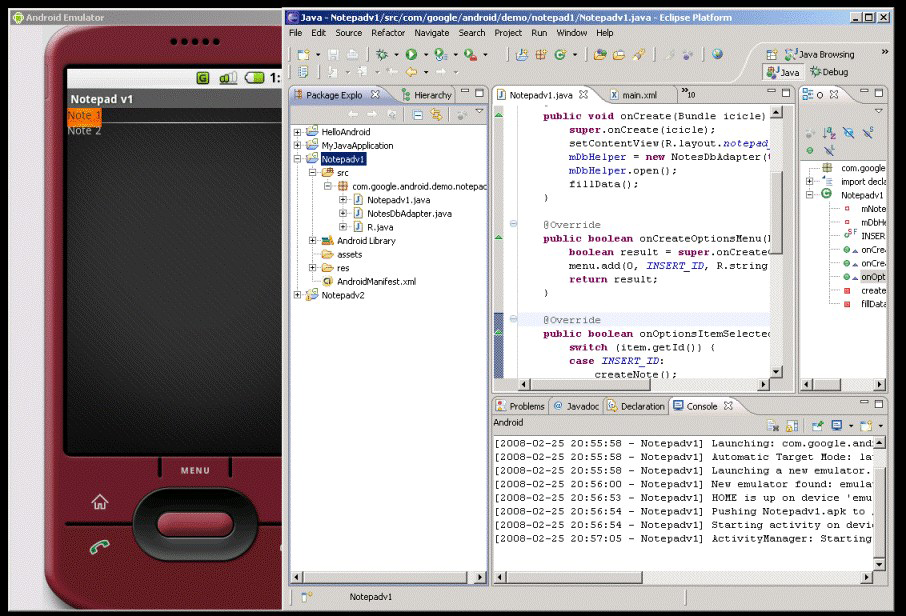 Android Emulator
G
1:
Notepad v1
Note 1
Note 2
MENU
Java - Notepadv1/src/com/google/android/demo/notepad1/Notepadv1.java - Eclipse Platform
File Edit Source Refactor Navigate Search Project Run Window Help
Java Browsing
Java Debug
Package Explo Hierarchy
HelloAndroid
MyJavaApplication
Notepadv1
src
com.google.android.demo.notepac
Notepadv1.java
NotesDbAdapter.java
R.java
Android Library
assets
res
AndroidManifest.xml
Notepadv2
Notepadv1.java main.xml »10
public void onCreate(Bundle icicle)
super.onCreate(icicle);
setContentView(R.layout.notepad_
mDbHelper = new NotesDbAdapter(
mDbHelper.open();
fillData();
}
@Override
public boolean onCreateOptionsMenu(
boolean result = super.onCreate
menu.add(0, INSERT_ID, R.string
return result;
}
@Override
public boolean onOptionsItemSelected
switch (item.getId()) {
case INSERT_ID:
createNote();
O
com.google
import decla
Notepadv1
mNote
mDbHe
INSER
onCrea
onCrea
onOpt
create
fillData
Problems @ Javadoc Declaration Console
Android
[2008-02-25 20:55:58 - Notepadv1] Launching: com.google.and
[2008-02-25 20:55:58 - Notepadv1] Automatic Target Mode: la
[2008-02-25 20:55:58 - Notepadv1] Launching a new emulator.
[2008-02-25 20:56:00 - Notepadv1] New emulator found: emula
[2008-02-25 20:56:53 - Notepadv1] HOME is up on device 'emu
[2008-02-25 20:56:54 - Notepadv1] Pushing Notepadv1.apk to
[2008-02-25 20:56:54 - Notepadv1] Starting activity on devi
[2008-02-25 20:57:05 - Notepadv1] ActivityManager: Starting
Notepadv1